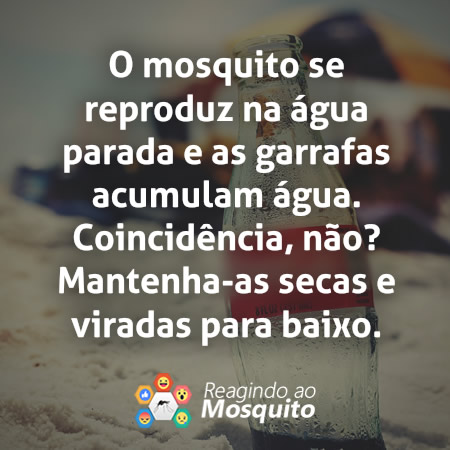 O mosquito se
reproduz na água
parada e as garrafas
acumulam água.
Coincidência, não?
Mantenha-as secas e
viradas para baixo.
Reagindo ao
Mosquito